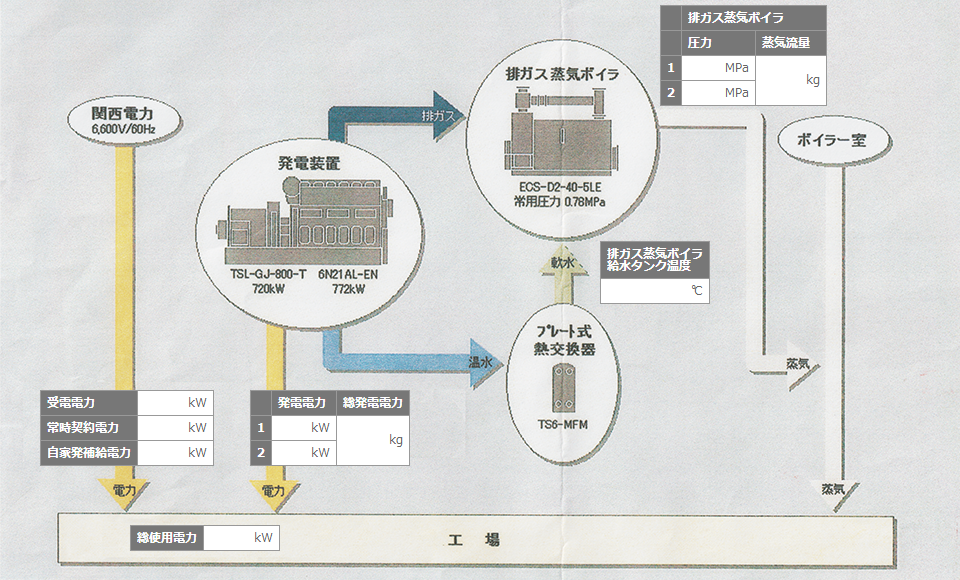 排ガス蒸気ボイラ
圧力 蒸気流量
1 MPa kg
2 MPa
関西電力
6,600V/60Hz
排ガス
排ガス蒸気ボイラ
ECS-D2-40-5LE
常用圧力 0.78MPa
ボイラー室
発電装置
TSL-GJ-800-T 6N21AL-EN
720kW 772kW
軟水
排ガス蒸気ボイラ
給水タンク温度
℃
温水
プレート式
熱交換器
TS6-MFM
蒸気
受電電力 kW
常時契約電力 kW
自家発補給電力 kW
発電電力 総発電電力
1 kW kg
2 kW
電力
電力
蒸気
総使用電力 kW
工場